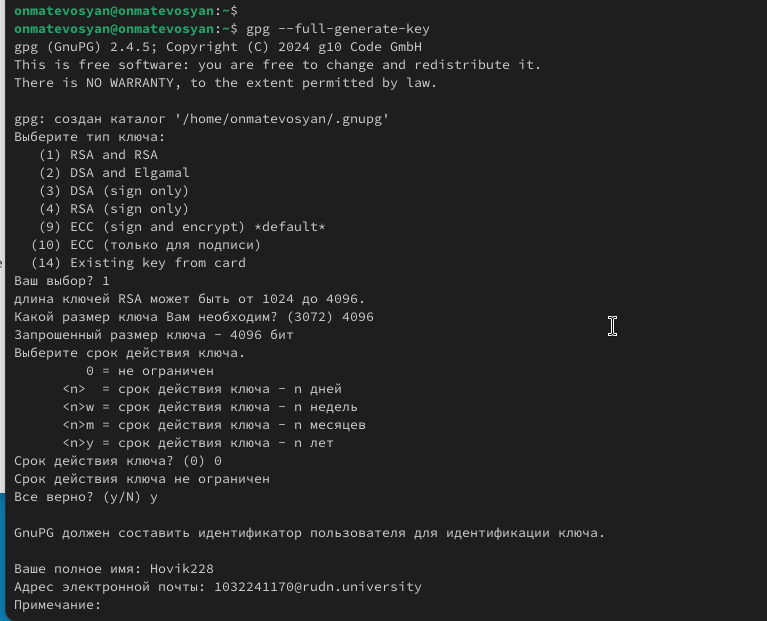 onmatevosyan@onmatevosyan:~$
onmatevosyan@onmatevosyan:~$ gpg --full-generate-key
gpg (GnuPG) 2.4.5; Copyright (C) 2024 g10 Code GmbH
This is free software: you are free to change and redistribute it.
There is NO WARRANTY, to the extent permitted by law.

gpg: создан каталог '/home/onmatevosyan/.gnupg'
Выберите тип ключа:
   (1) RSA and RSA
   (2) DSA and Elgamal
   (3) DSA (sign only)
   (4) RSA (sign only)
   (9) ECC (sign and encrypt) *default*
  (10) ECC (только для подписи)
  (14) Existing key from card
Ваш выбор? 1
длина ключей RSA может быть от 1024 до 4096.
Какой размер ключа Вам необходим? (3072) 4096
Запрошенный размер ключа - 4096 бит
Выберите срок действия ключа.
         0 = не ограничен
      <n>  = срок действия ключа - n дней
      <n>w = срок действия ключа - n недель
      <n>m = срок действия ключа - n месяцев
      <n>y = срок действия ключа - n лет
Срок действия ключа? (0) 0
Срок действия ключа не ограничен
Все верно? (y/N) y

GnuPG должен составить идентификатор пользователя для идентификации ключа.

Ваше полное имя: Hovik228
Адрес электронной почты: 1032241170@rudn.university
Примечание: